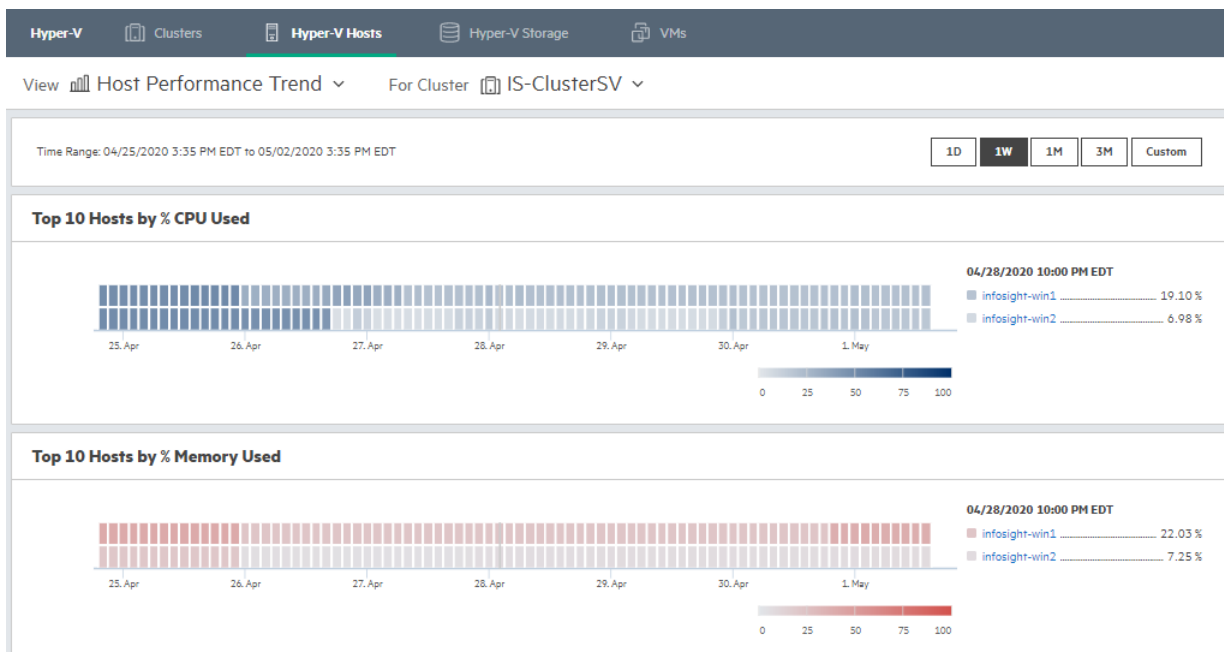 Hyper-V Clusters Hyper-V Hosts Hyper-V Storage VMs
View Host Performance Trend For Cluster IS-ClusterSV
Time Range: 04/25/2020 3:35 PM EDT to 05/02/2020 3:35 PM EDT 1D 1W 1M 3M Custom
Top 10 Hosts by % CPU Used
04/28/2020 10:00 PM EDT
infosight-win1 19.10 %
infosight-win2 6.98 %
25. Apr 26. Apr 27. Apr 28. Apr 29. Apr 30. Apr 1. May
0 25 50 75 100
Top 10 Hosts by % Memory Used
04/28/2020 10:00 PM EDT
infosight-win1 22.03 %
infosight-win2 7.25 %
25. Apr 26. Apr 27. Apr 28. Apr 29. Apr 30. Apr 1. May
0 25 50 75 100